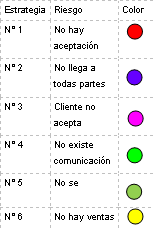 Estrategia Riesgo Color
Nº 1 No hay
aceptación
Nº 2 No llega a
todas partes
Nº 3 Cliente no
acepta
Nº 4 No existe
comunicación
Nº 5 No se
Nº 6 No hay ventas